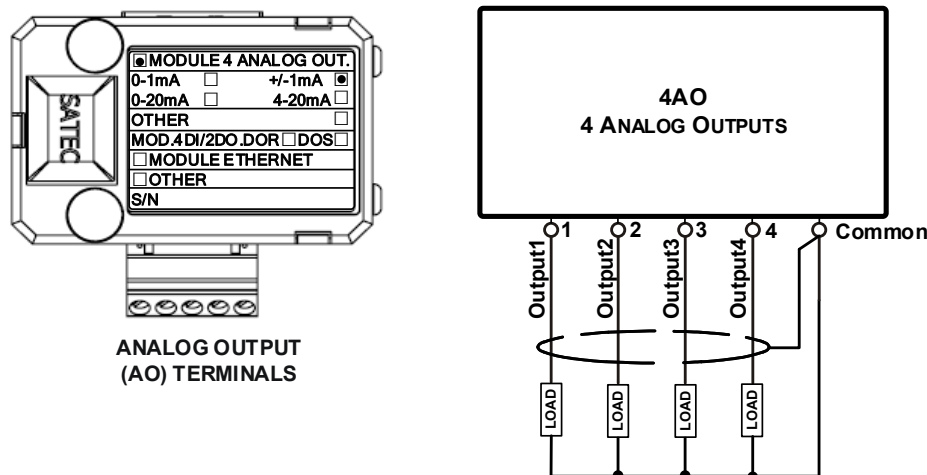 SATEC
MODULE 4 ANALOG OUT.
0-1mA +/-1mA
0-20mA 4-20mA
OTHER
MOD.4DI/2DO.DOR DOS
MODULE ETHERNET
OTHER
S/N
ANALOG OUTPUT
(AO) TERMINALS
4AO
4 ANALOG OUTPUTS
1 2 3 4 Common
Output1
Output2
Output3
Output4
LOAD
LOAD
LOAD
LOAD